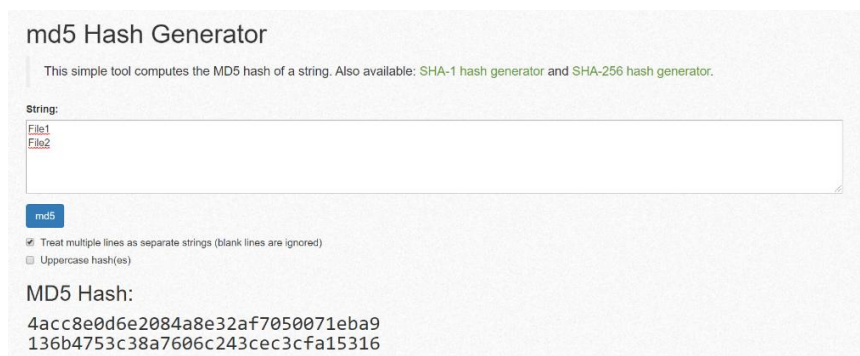 md5 Hash Generator
This simple tool computes the MD5 hash of a string. Also available: SHA-1 hash generator and SHA-256 hash generator.
String:
File1
File2
md5
Treat multiple lines as separate strings (blank lines are ignored)
Uppercase hash(es)
MD5 Hash:
4acc8e0d6e2084a8e32af7050071eba9
136b4753c38a7606c243cec3cfa15316